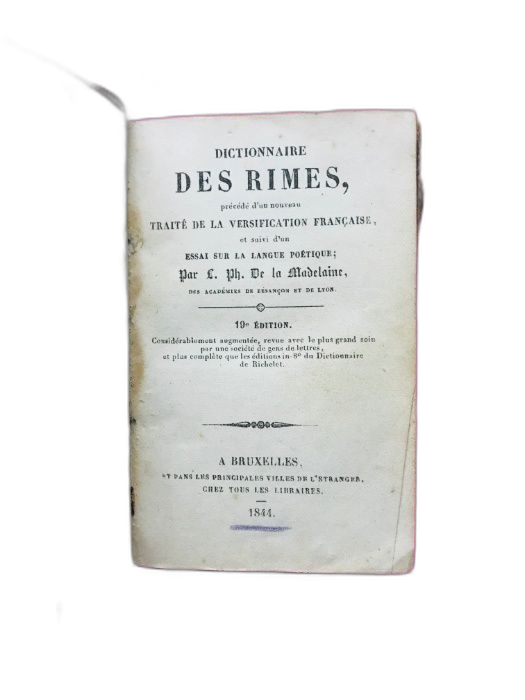 DICTIONNAIRE
DES RIMES,
précédé d'un nouveau
TRAITÉ DE LA VERSIFICATION FRANÇAISE,
et suivi d'un
ESSAI SUR LA LANGUE POÉTIQUE;
Par L. Ph. De la Madelaine,
DES ACADÉMIES DE BESANÇON ET DE LYON.
19e ÉDITION.
Considérablement augmentée, revue avec le plus grand soin
par une société de gens de lettres,
et plus complète que les éditions in-8o du Dictionnaire
de Richelet.
A BRUXELLES,
ET DANS LES PRINCIPALES VILLES DE L'ÉTRANGER,
CHEZ TOUS LES LIBRAIRES.
1844.